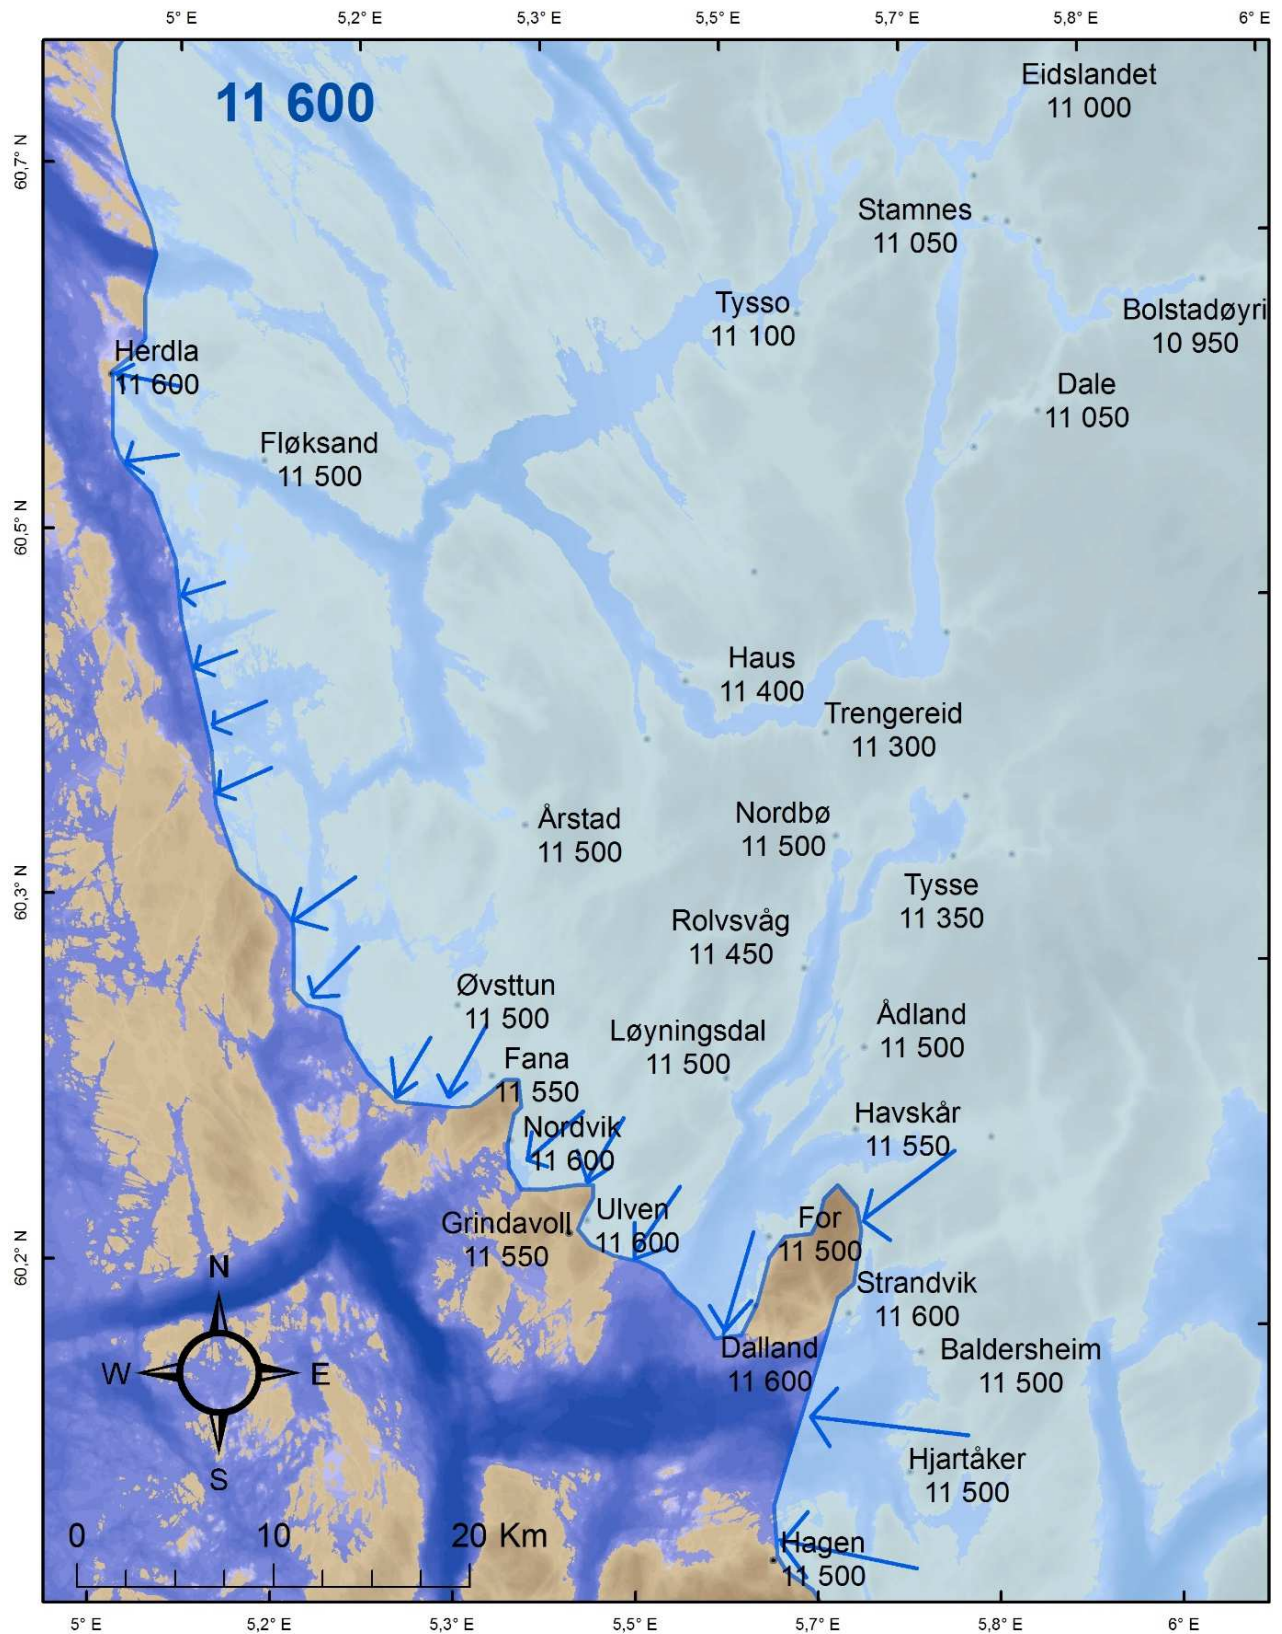 5° E
5,2° E
5,3° E
5,5° E
5,7° E
5,8° E
6° E
11 600
Eidslandet
11 000
60,7° N
Stamnes
11 050
Tysso
11 100
Bolstadøyri
10 950
Herdla
11 600
Dale
11 050
Fløksand
11 500
60,5° N
Haus
11 400
Trengereid
11 300
Årstad
11 500
Nordbø
11 500
60,3° N
Tysse
11 350
Rolvsvåg
11 450
Øvsttun
11 500
Løyningsdal
11 500
Ådland
11 500
Fana
11 550
Nordvik
11 600
Havskår
11 550
Grindavoll
11 550
Ulven
11 600
For
11 500
60,2° N
N
W
E
S
Strandvik
11 600
Dalland
11 600
Baldersheim
11 500
Hjartåker
11 500
0 10 20 Km
Hagen
11 500
5° E
5,2° E
5,3° E
5,5° E
5,7° E
5,8° E
6° E